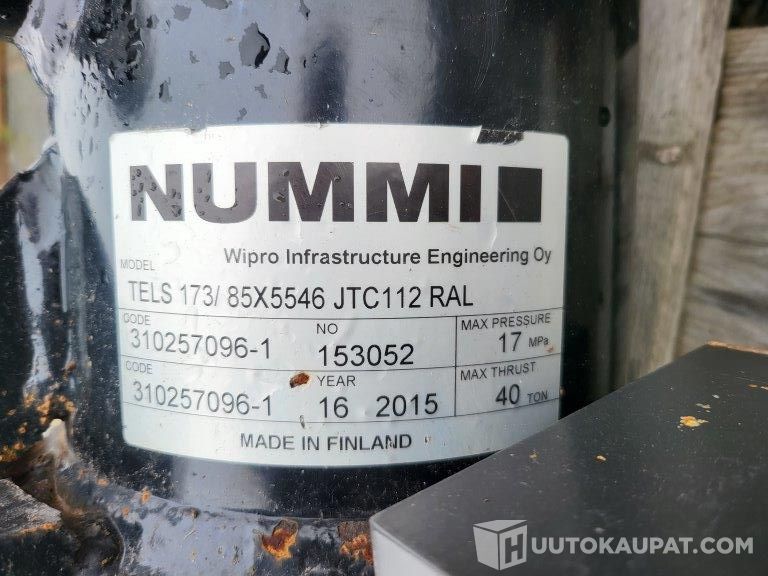 NUMMI
Wipro Infrastructure Engineering Oy
MODEL
TELS 173/ 85X5546 JTC112 RAL
CODE NO MAX PRESSURE
310257096-1 153052 17 MPa
CODE YEAR MAX THRUST
310257096-1 16 2015 40 TON
MADE IN FINLAND
HUUTOKAUPAT.COM